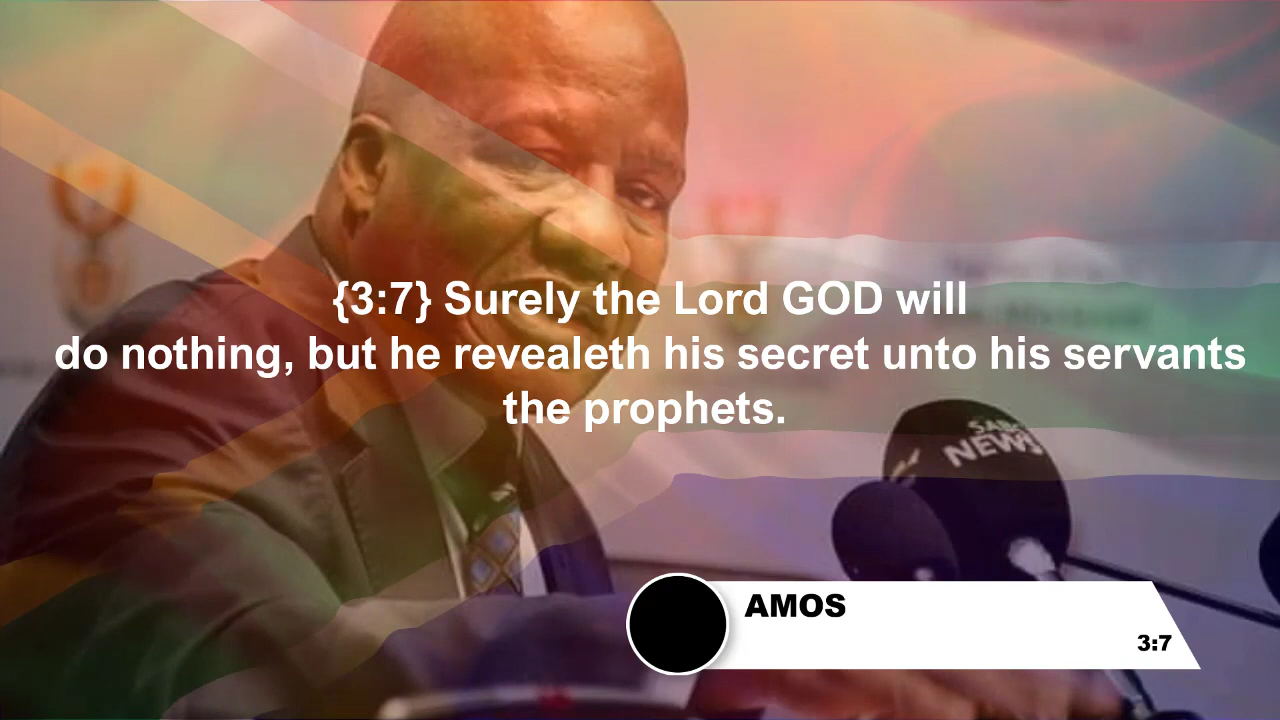 {3:7} Surely the Lord GOD will
do nothing, but he revealeth his secret unto his servants
the prophets.
NEWS
AMOS
3:7